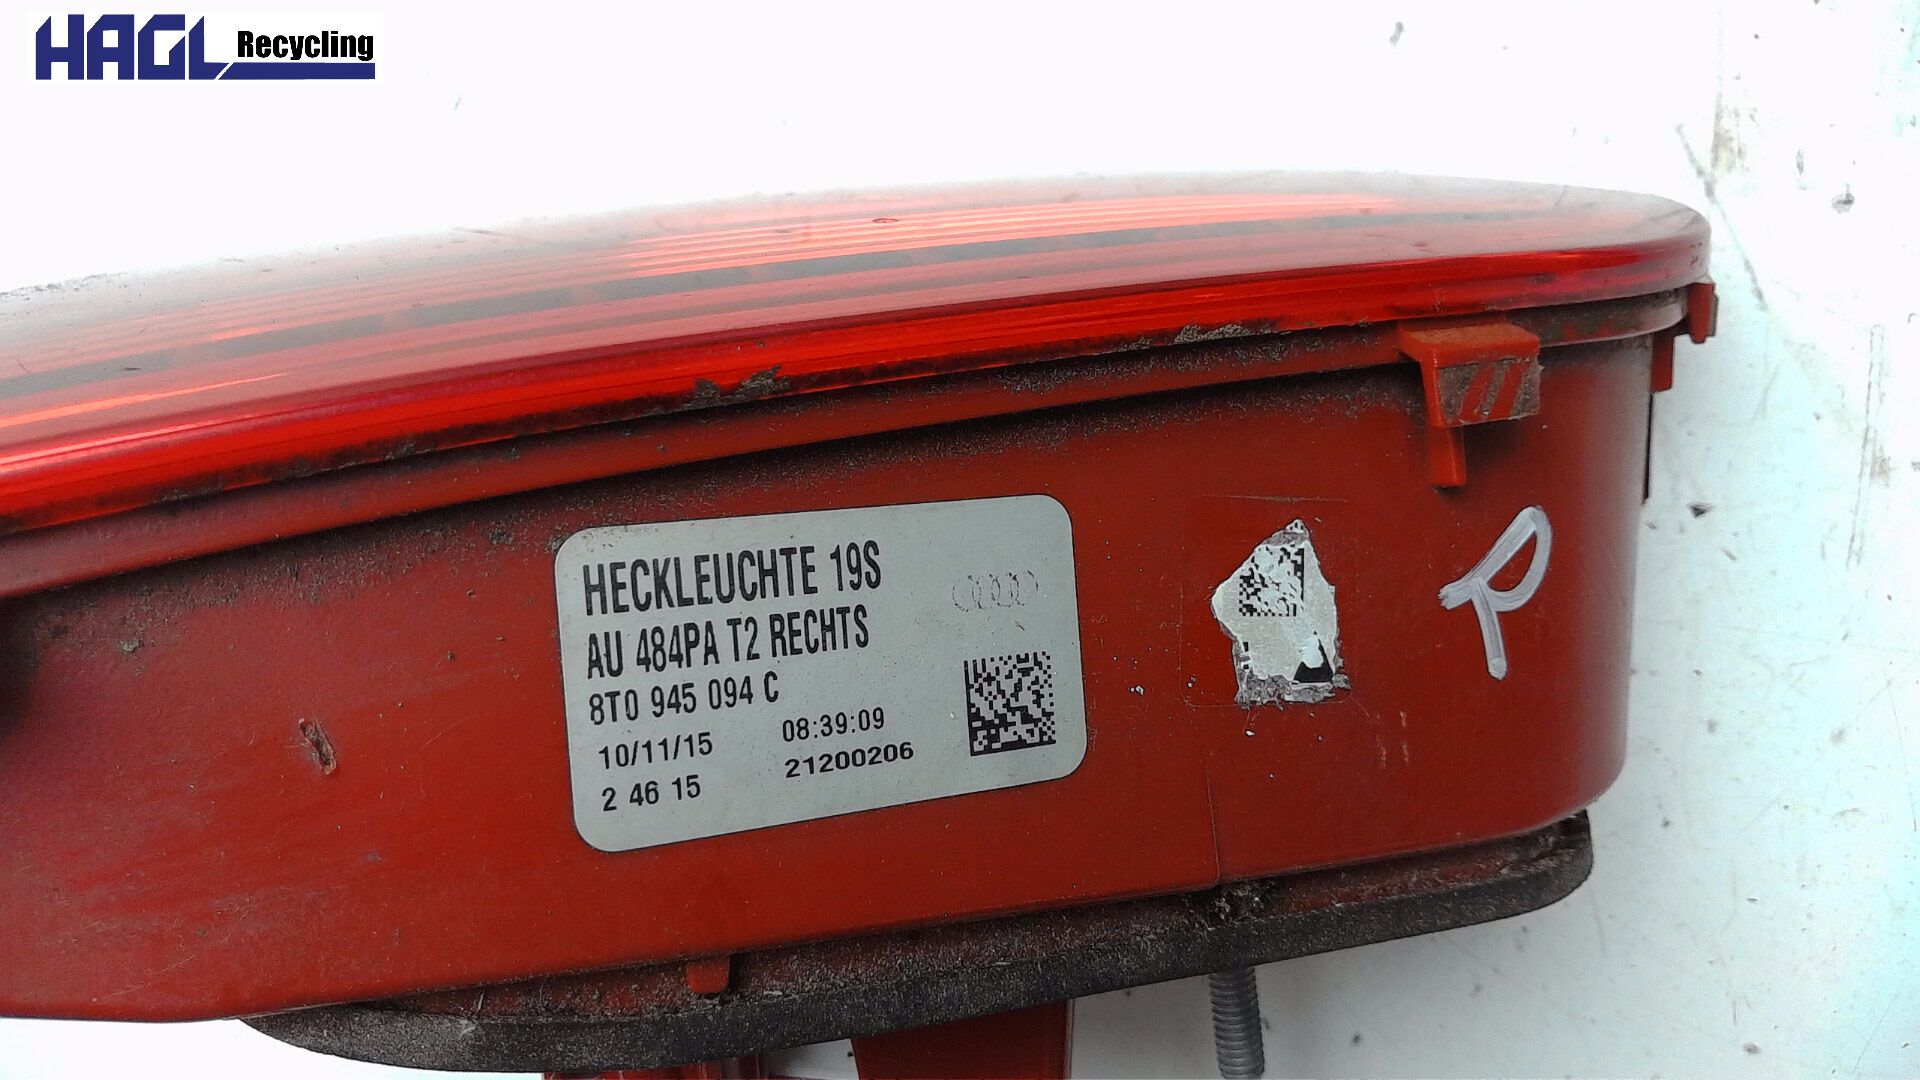 HAGL Recycling
HECKLEUCHTE 19S
AU 484PA T2 RECHTS
8T0 945 094 C
10/11/15 08:39:09
2 46 15 21200206
R